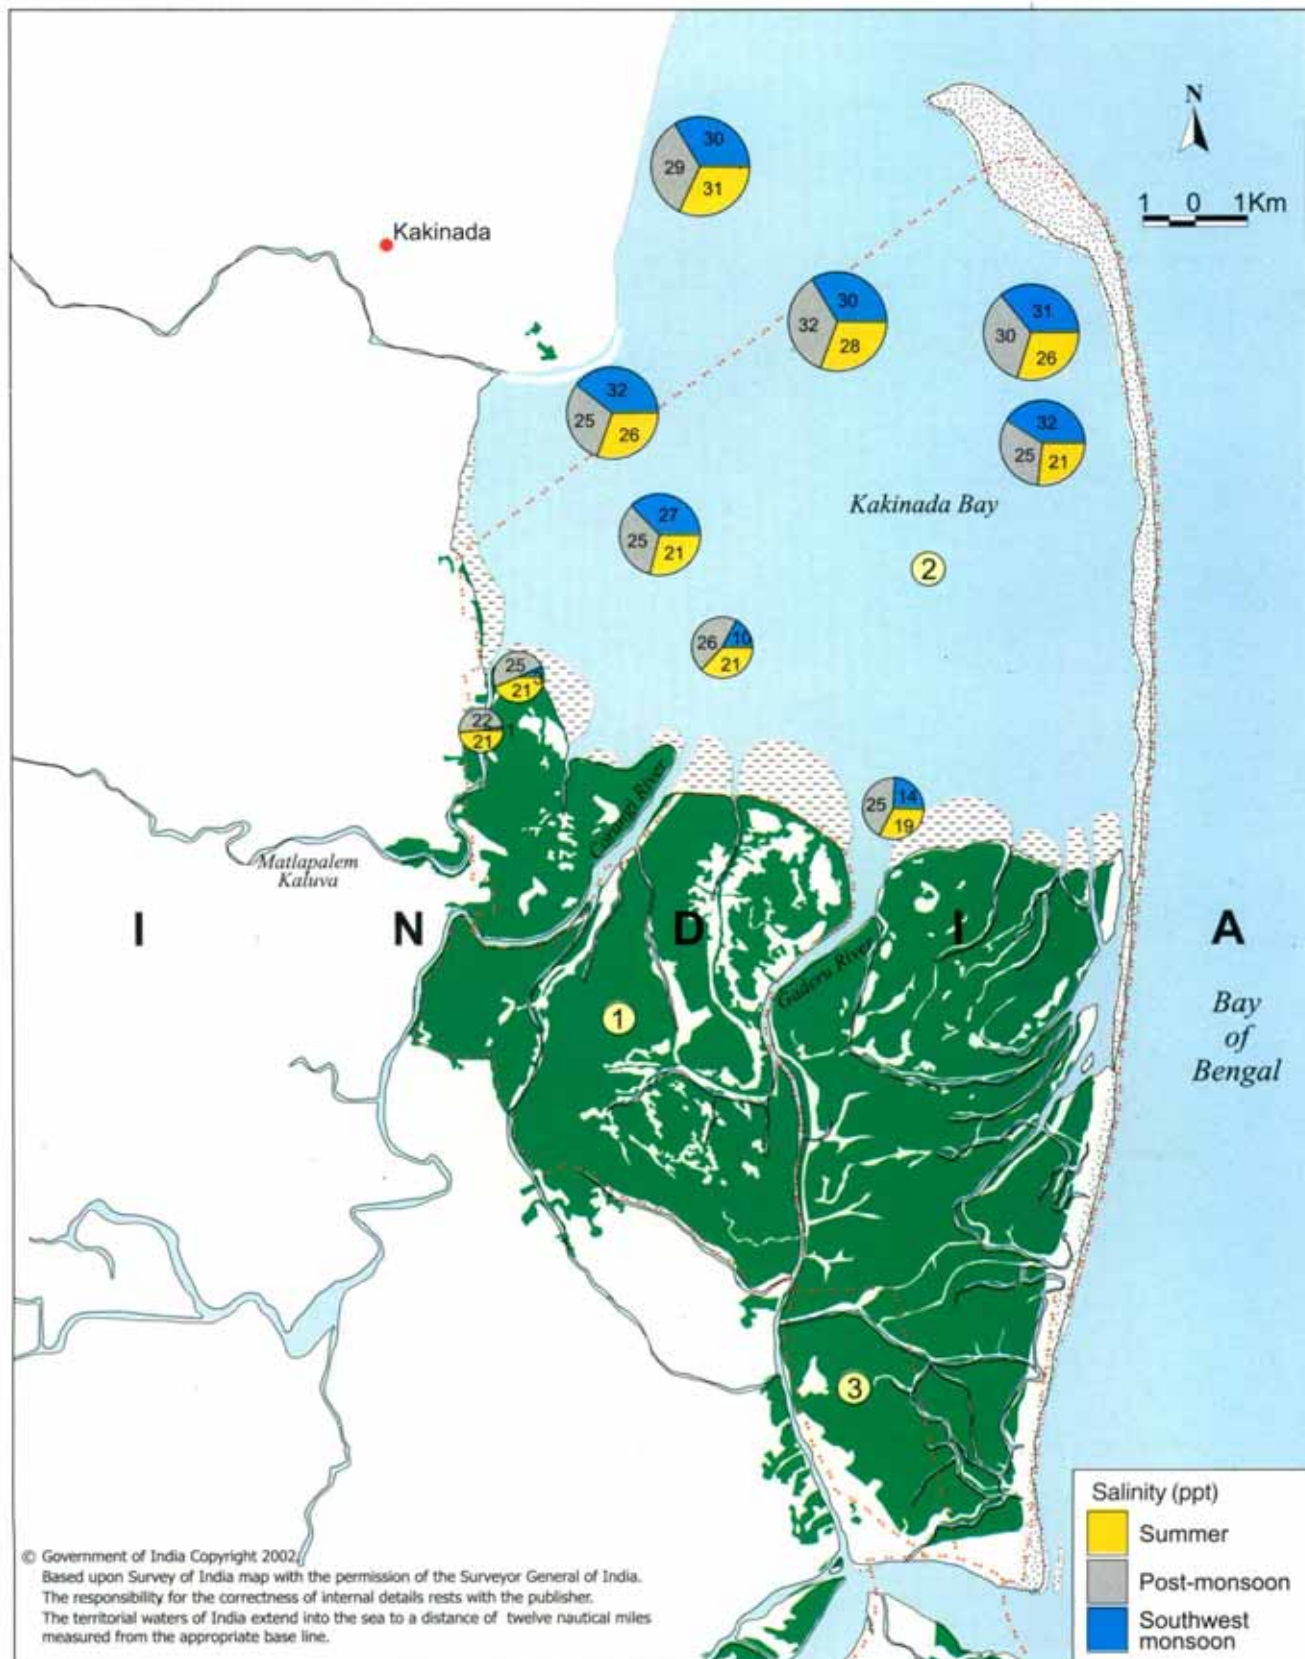 N
1 0 1Km
30
29
31
Kakinada
30
32
28
31
30
26
32
25
26
32
25
21
Kakinada Bay
27
25
21
2
26
10
21
25
3
21
22
1
21
25
14
19
Coringa River
Matlapalem
Kaluva
I N D I A
Gaderu River
1
Bay
of
Bengal
3
Salinity (ppt)
Summer
Post-monsoon
Southwest
monsoon
© Government of India Copyright 2002.
Based upon Survey of India map with the permission of the Surveyor General of India.
The responsibility for the correctness of internal details rests with the publisher.
The territorial waters of India extend into the sea to a distance of twelve nautical miles
measured from the appropriate base line.